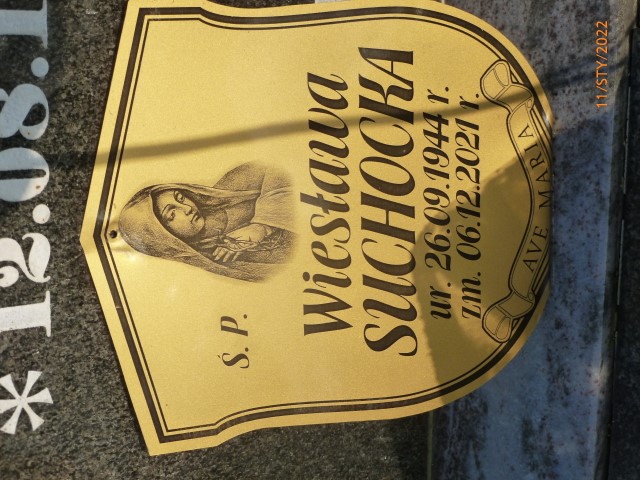 * 12.08.1
Ś. P.
Wiesława
SUCHOCKA
ur. 26.09.1944 r.
zm. 06.12.2021 r.
AVE MARIA
11/STY/2022